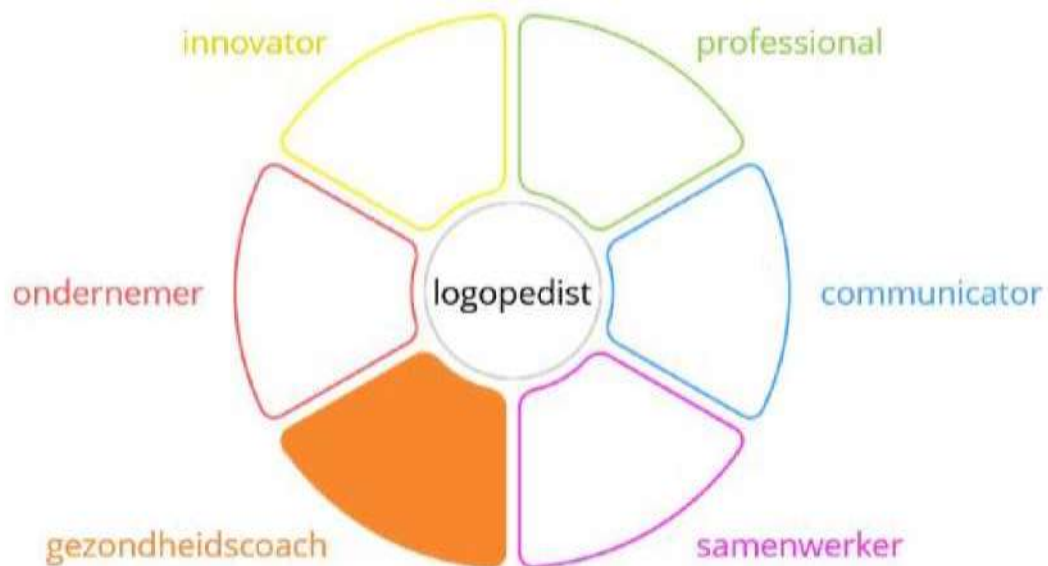 innovator
professional
ondernemer
logopedist
communicator
gezondheidscoach
samenwerker